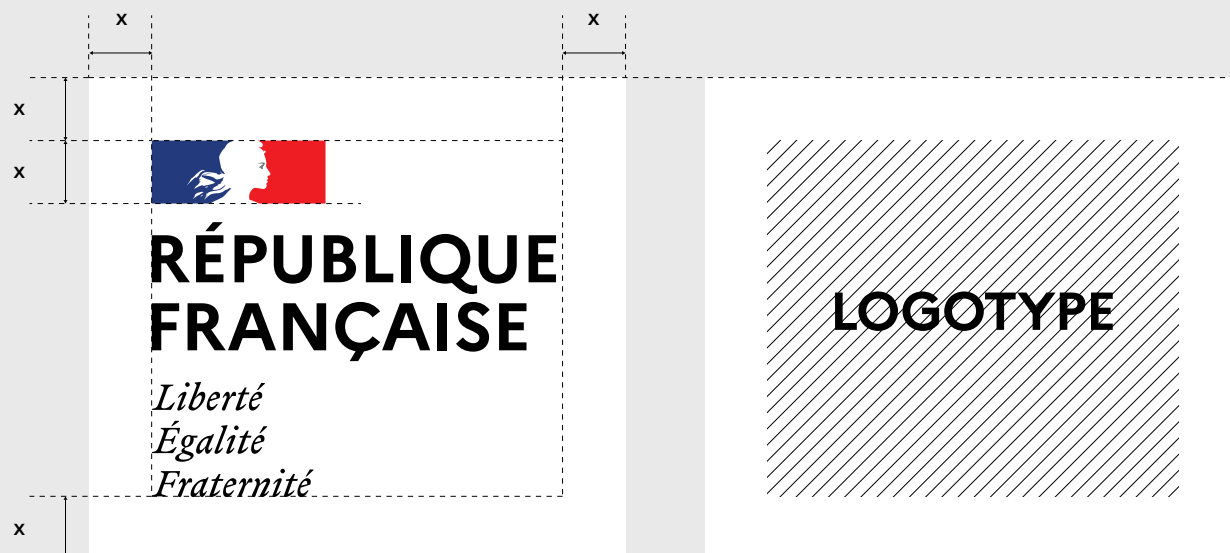 X
X
X
X
RÉPUBLIQUE
FRANÇAISE
Liberté
Égalité
Fraternité
X
LOGOTYPE